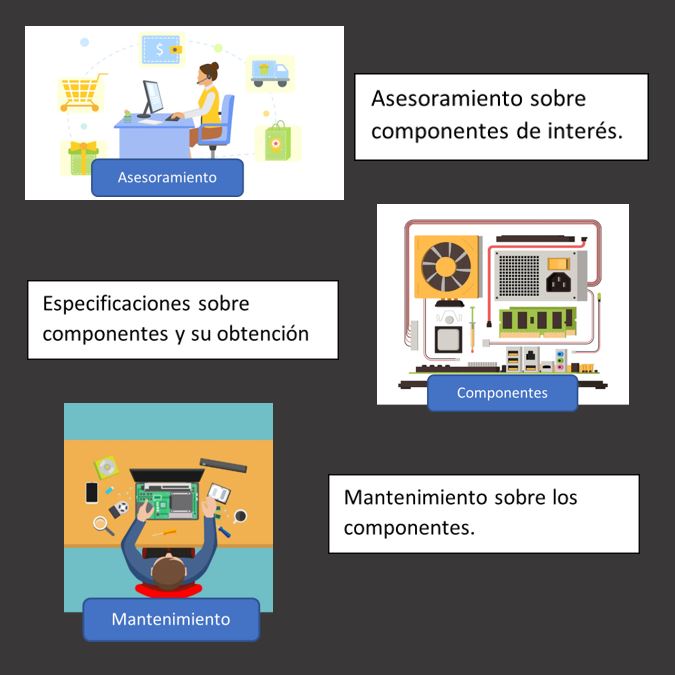 Asesoramiento
Asesoramiento sobre
componentes de interés.
Especificaciones sobre
componentes y su obtención
Componentes
Mantenimiento
Mantenimiento sobre los
componentes.